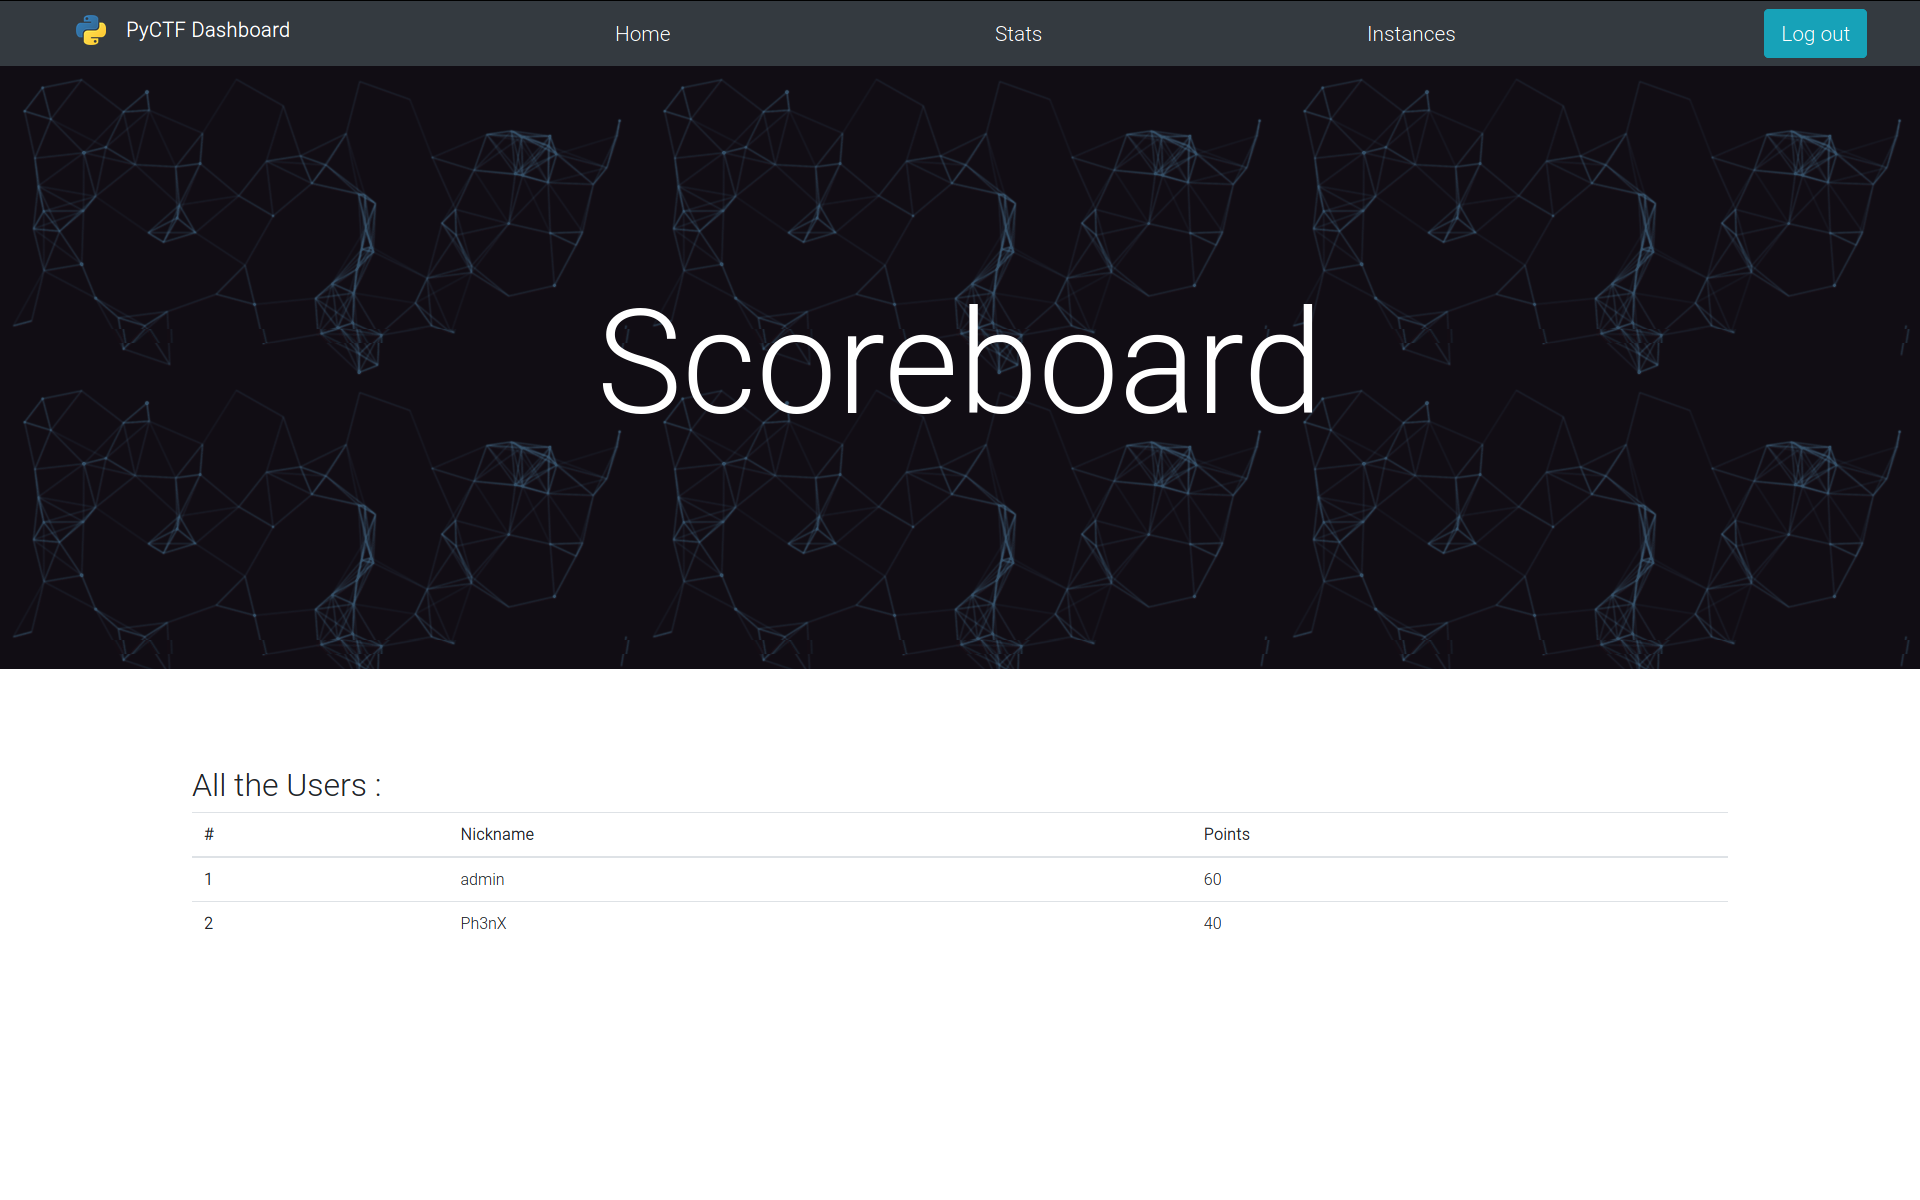 PyCTF Dashboard Home Stats Instances Log out
Scoreboard
All the Users :
# Nickname Points
1 admin 60
2 Ph3nX 40